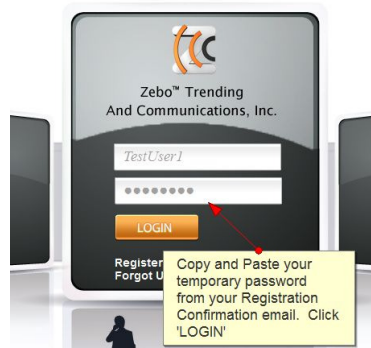 Zebo™ Trending
And Communications, Inc.
TestUser1
LOGIN
Register
Forgot U
Copy and Paste your
temporary password
from your Registration
Confirmation email.  Click
'LOGIN'